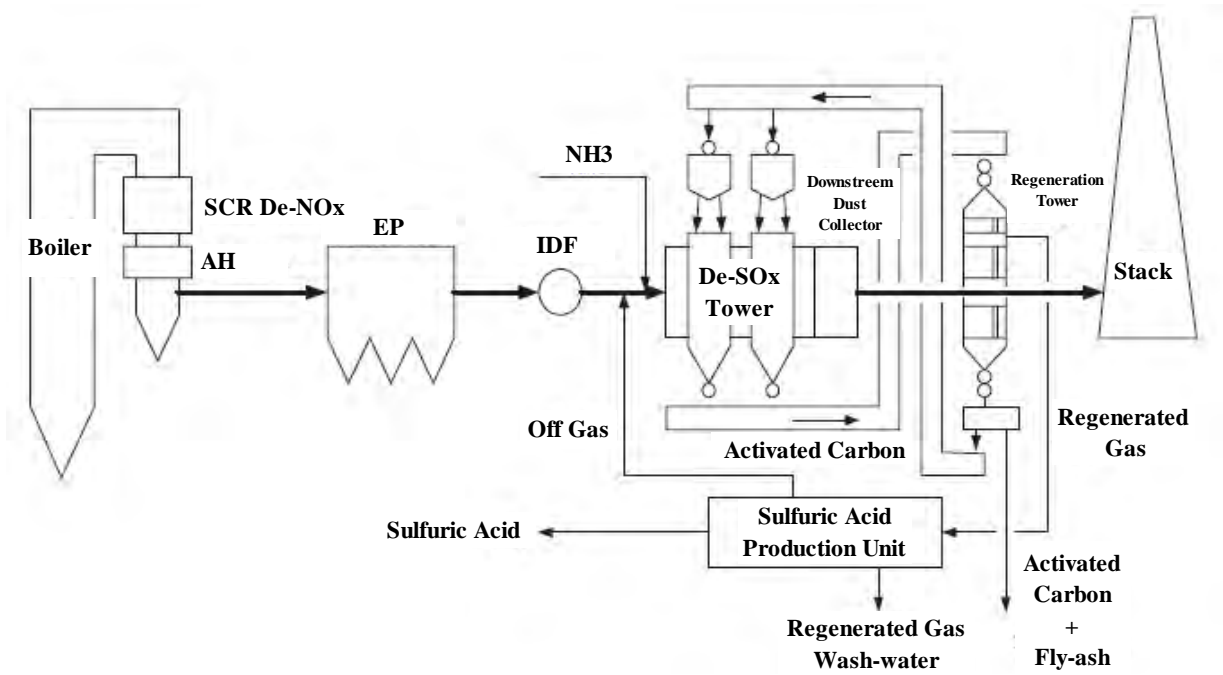 NH3
Downstreem
Dust
Collector
Regeneration
Tower
SCR De-NOx
Boiler
EP
IDF
AH
De-SOx
Tower
Stack
Off Gas
Activated Carbon
Regenerated
Gas
Sulfuric Acid
Sulfuric Acid
Production Unit
Activated
Carbon
+
Fly-ash
Regenerated Gas
Wash-water